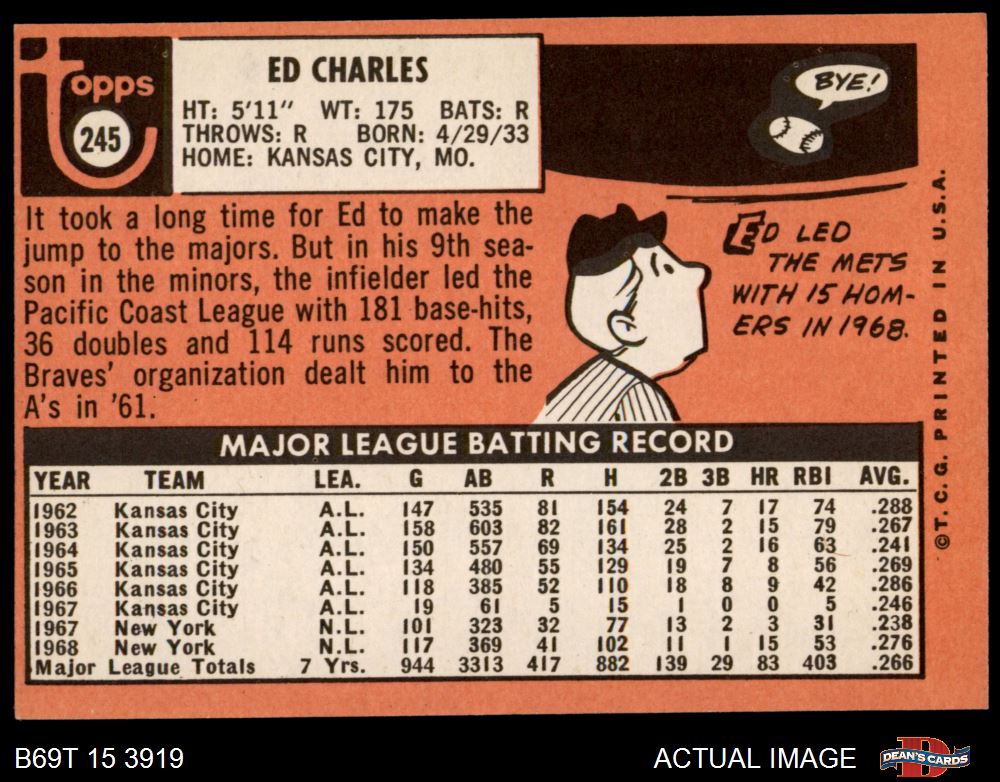 Topps
245
ED CHARLES
HT: 5'11" WT: 175 BATS: R
THROWS: R BORN: 4/29/33
HOME: KANSAS CITY, MO.
BYE!
It took a long time for Ed to make the
jump to the majors. But in his 9th sea-
son in the minors, the infielder led the
Pacific Coast League with 181 base-hits,
36 doubles and 114 runs scored. The
Braves' organization dealt him to the
A's in '61.
ED LED
THE METS
WITH 15 HOM-
ERS IN 1968.
©T. C. G. PRINTED IN U.S.A.
MAJOR LEAGUE BATTING RECORD
YEAR TEAM LEA. G AB R H 2B 3B HR RBI AVG.
1962 Kansas City A.L. 147 535 81 154 24 7 17 74 .288
1963 Kansas City A.L. 158 603 82 161 28 2 15 79 .267
1964 Kansas City A.L. 150 557 69 134 25 2 16 63 .241
1965 Kansas City A.L. 134 480 55 129 19 7 8 56 .269
1966 Kansas City A.L. 118 385 52 110 18 8 9 42 .286
1967 Kansas City A.L. 19 61 5 15 1 0 0 5 .246
1967 New York N.L. 101 323 32 77 13 2 3 31 .238
1968 New York N.L. 117 369 41 102 11 1 15 53 .276
Major League Totals 7 Yrs. 944 3313 417 882 139 29 83 403 .266
B69T 15 3919
ACTUAL IMAGE
DEAN'S CARDS